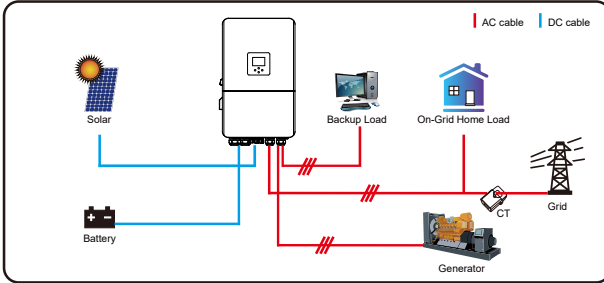 AC cable
DC cable
Solar
Backup Load
On-Grid Home Load
Battery
CT
Grid
Generator